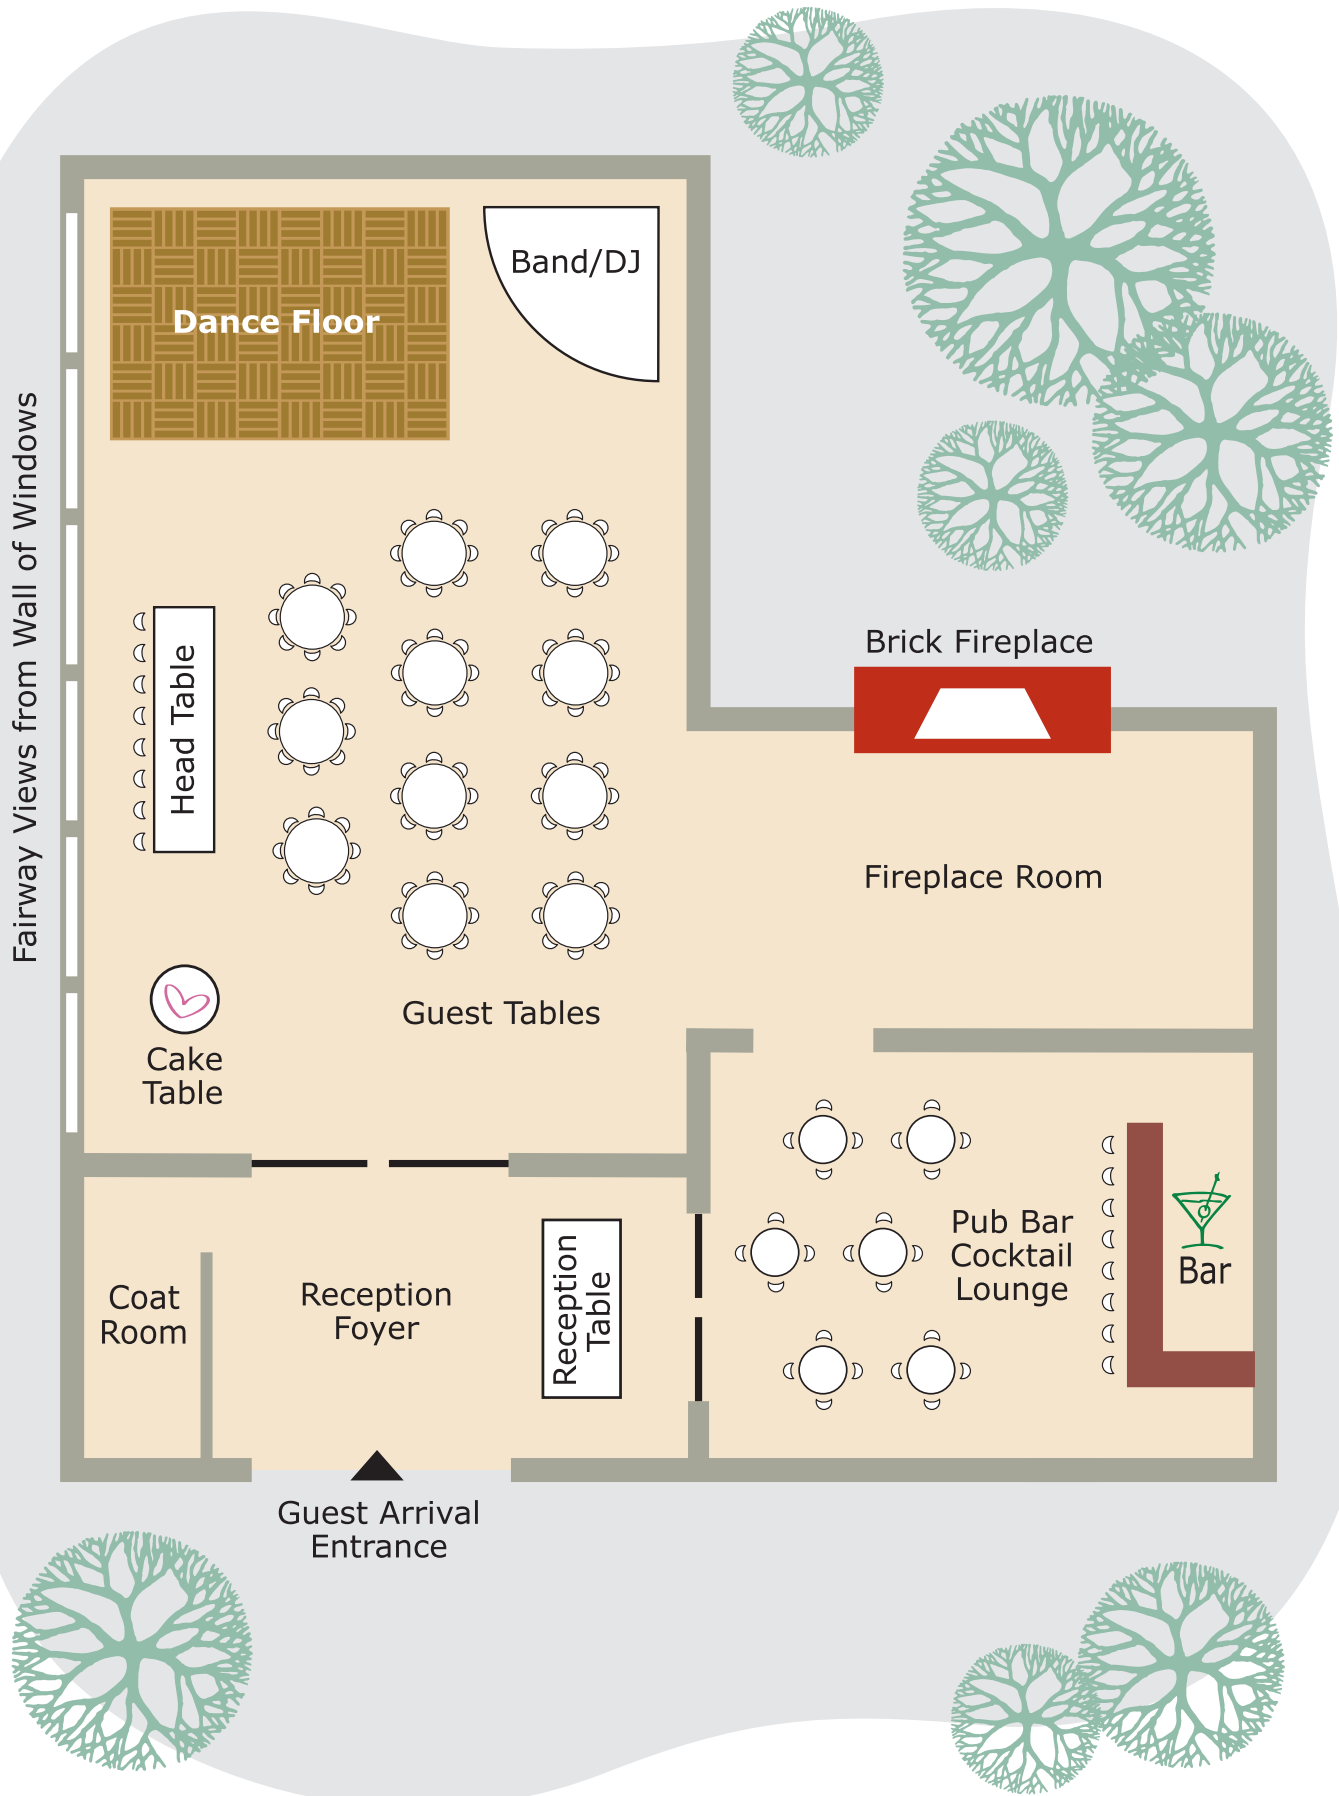 Band/DJ
Dance Floor
Fairway Views from Wall of Windows
Brick Fireplace
Head Table
Fireplace Room
Guest Tables
Cake
Table
Pub Bar
Cocktail
Lounge
Bar
Coat
Room
Reception
Foyer
Reception
Table
Guest Arrival
Entrance